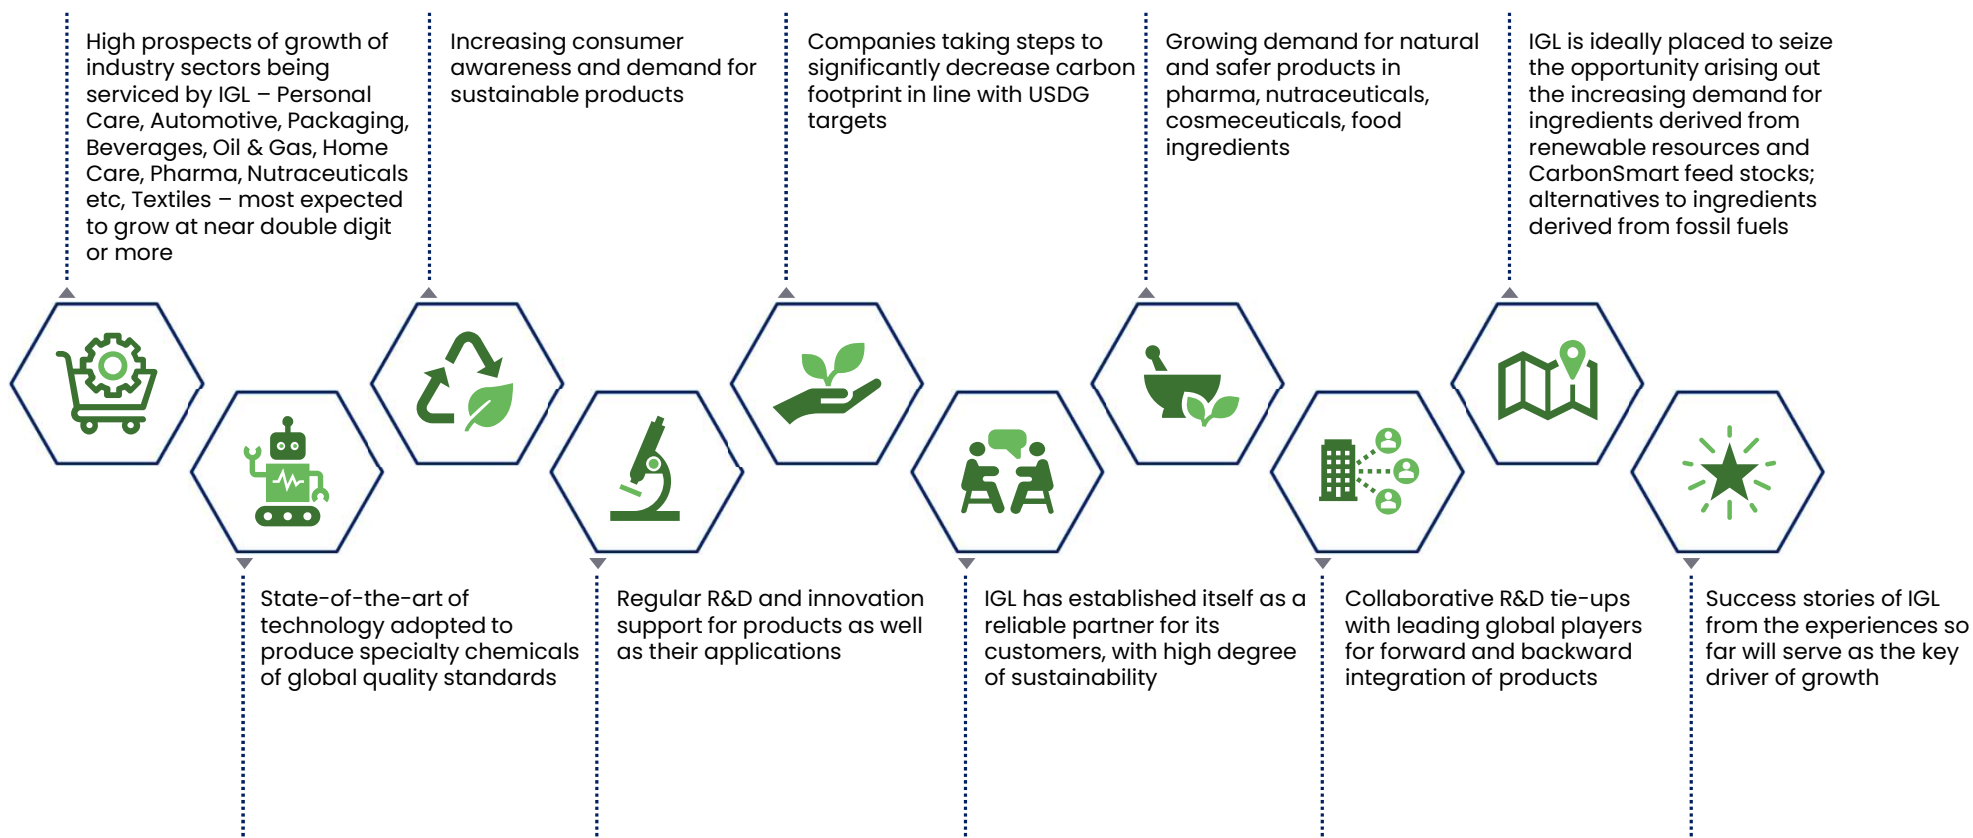 High prospects of growth of
industry sectors being
serviced by IGL – Personal
Care, Automotive, Packaging,
Beverages, Oil & Gas, Home
Care, Pharma, Nutraceuticals
etc, Textiles – most expected
to grow at near double digit
or more
Increasing consumer
awareness and demand for
sustainable products
Companies taking steps to
significantly decrease carbon
footprint in line with USDG
targets
Growing demand for natural
and safer products in
pharma, nutraceuticals,
cosmeceuticals, food
ingredients
IGL is ideally placed to seize
the opportunity arising out
the increasing demand for
ingredients derived from
renewable resources and
CarbonSmart feed stocks;
alternatives to ingredients
derived from fossil fuels
State-of-the-art of
technology adopted to
produce specialty chemicals
of global quality standards
Regular R&D and innovation
support for products as well
as their applications
IGL has established itself as a
reliable partner for its
customers, with high degree
of sustainability
Collaborative R&D tie-ups
with leading global players
for forward and backward
integration of products
Success stories of IGL
from the experiences so
far will serve as the key
driver of growth